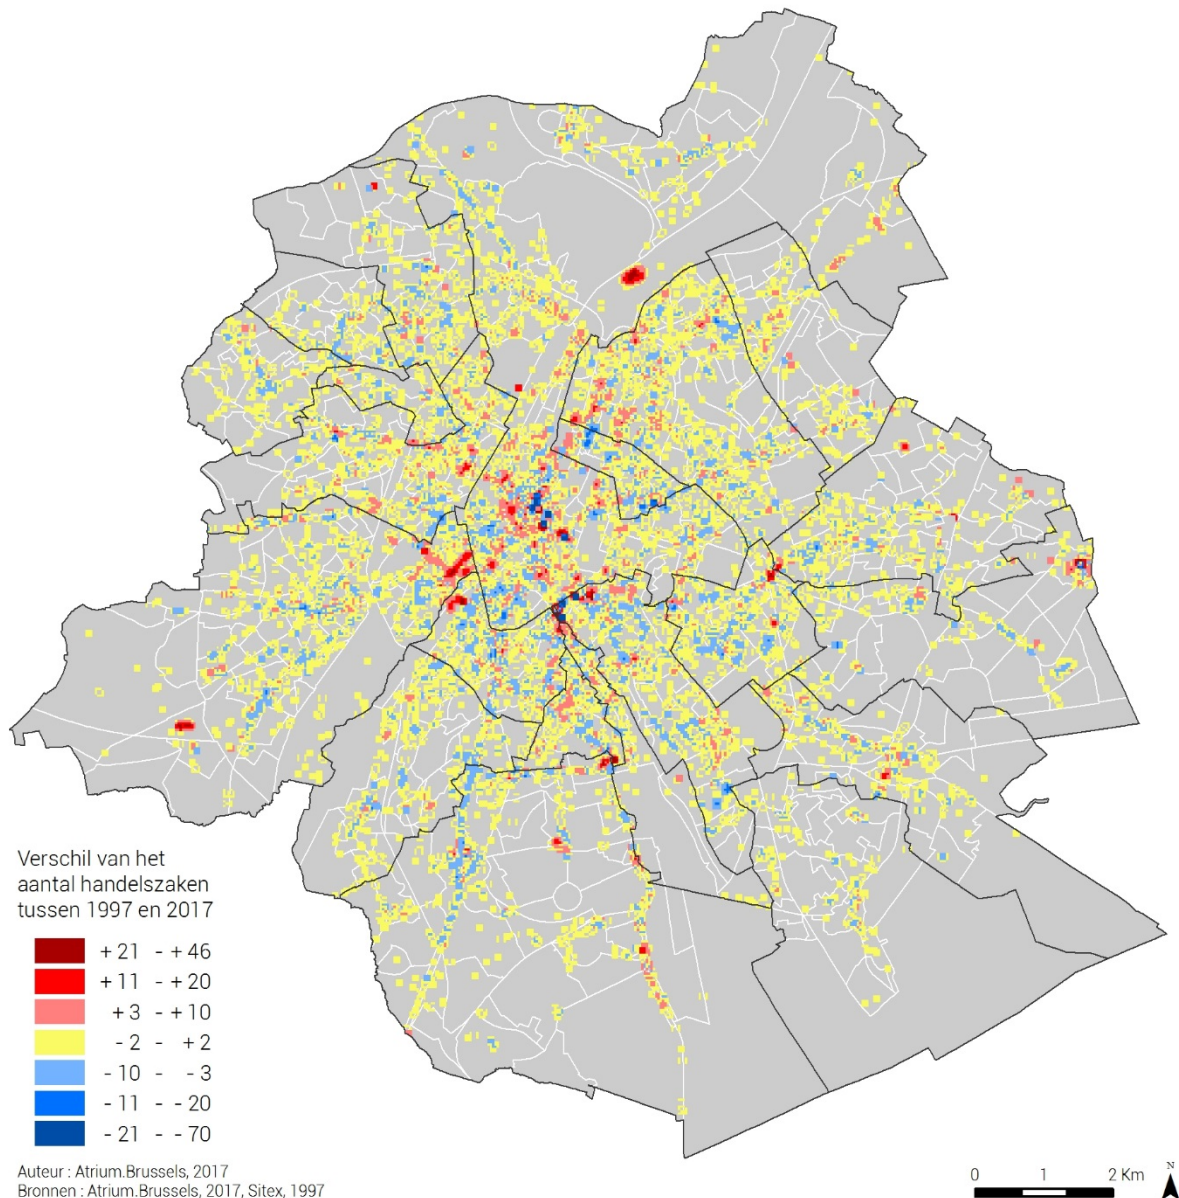 Verschil van het
aantal handelszaken
tussen 1997 en 2017
+ 21 - + 46
+ 11 - + 20
+ 3 - + 10
- 2 - + 2
- 10 - - 3
- 11 - - 20
- 21 - - 70
Auteur : Atrium.Brussels, 2017
Bronnen : Atrium.Brussels, 2017, Sitex, 1997
0 1 2 Km
N